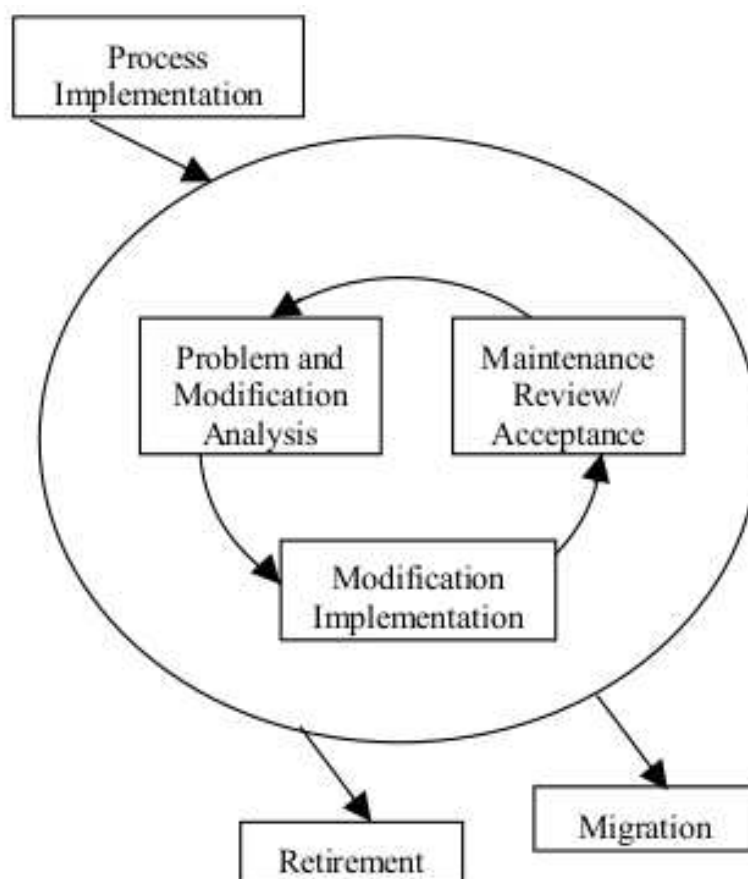 Process
Implementation
Problem and
Modification
Analysis
Maintenance
Review/
Acceptance
Modification
Implementation
Migration
Retirement